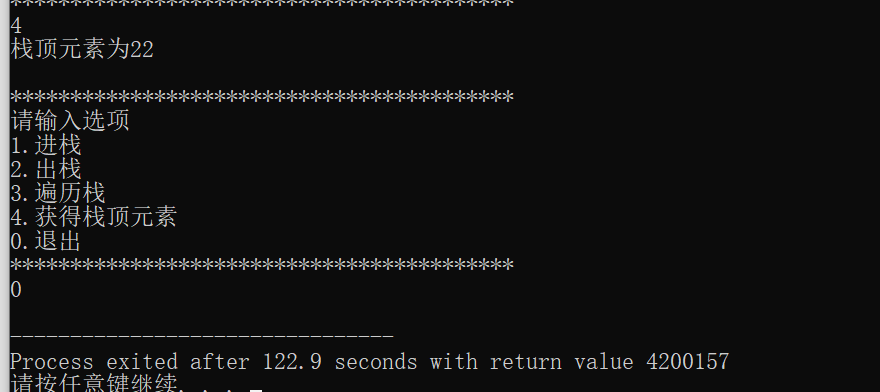 ******************************************
4
栈顶元素为22
******************************************
请输入选项
1.进栈
2.出栈
3.遍历栈
4.获得栈顶元素
0.退出
******************************************
0
--------------------------------
Process exited after 122.9 seconds with return value 4200157
请按任意键继续. . .